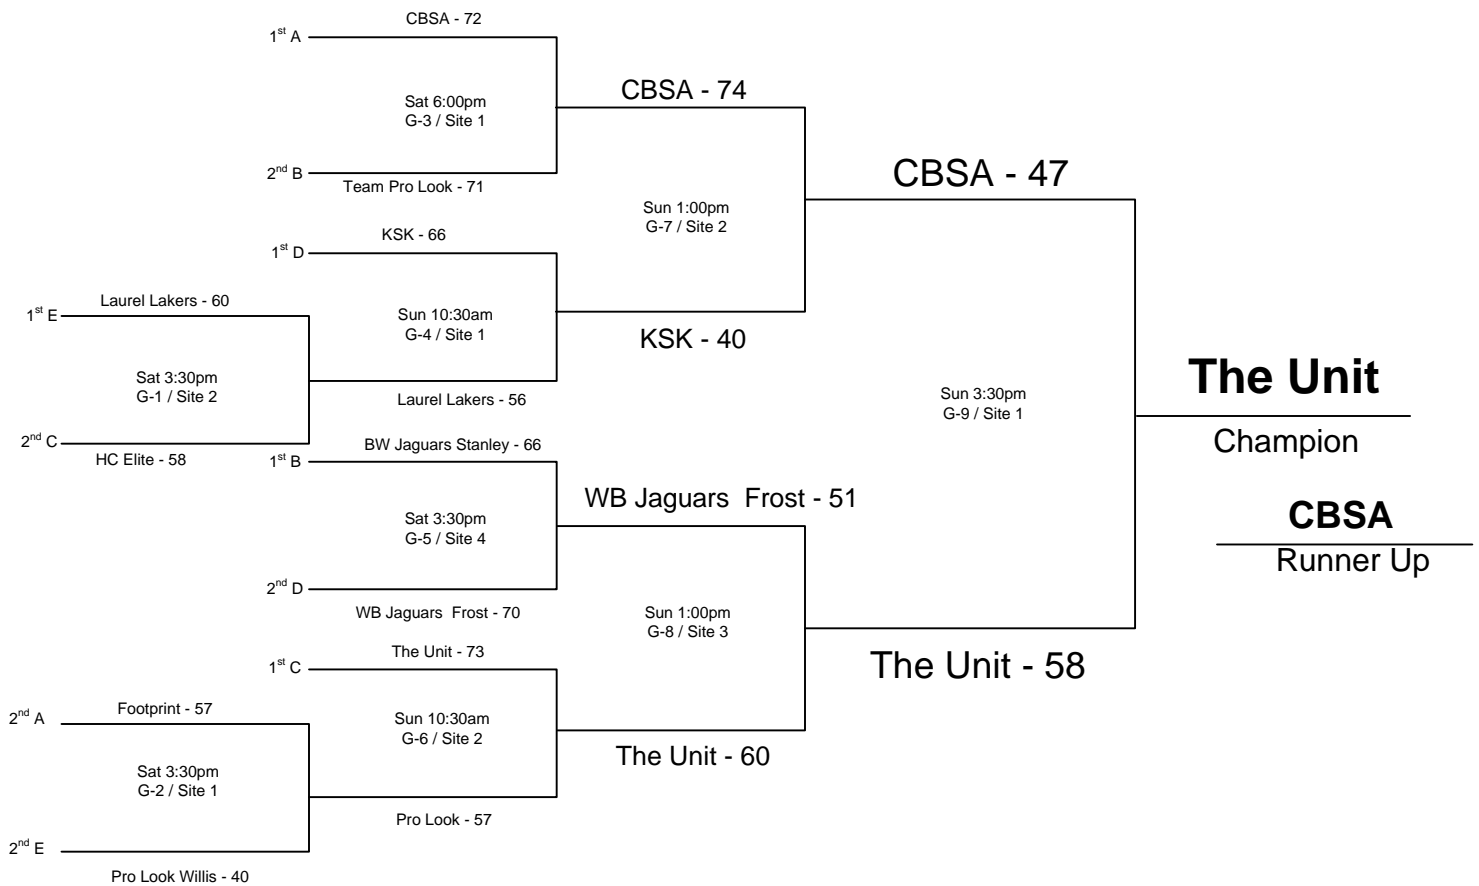 CBSA - 72
1st A
Sat 6:00pm
G-3 / Site 1
2nd B
Team Pro Look - 71
CBSA - 74
Sun 1:00pm
G-7 / Site 2
CBSA - 47
KSK - 66
1st D
Sun 10:30am
G-4 / Site 1
KSK - 40
Laurel Lakers - 60
1st E
Sat 3:30pm
G-1 / Site 2
Laurel Lakers - 56
2nd C
HC Elite - 58
Sun 3:30pm
G-9 / Site 1
The Unit
Champion
CBSA
Runner Up
BW Jaguars Stanley - 66
1st B
Sat 3:30pm
G-5 / Site 4
2nd D
WB Jaguars  Frost - 70
WB Jaguars  Frost - 51
Sun 1:00pm
G-8 / Site 3
The Unit - 58
The Unit - 73
1st C
Sun 10:30am
G-6 / Site 2
The Unit - 60
Footprint - 57
2nd A
Sat 3:30pm
G-2 / Site 1
Pro Look - 57
2nd E
Pro Look Willis - 40